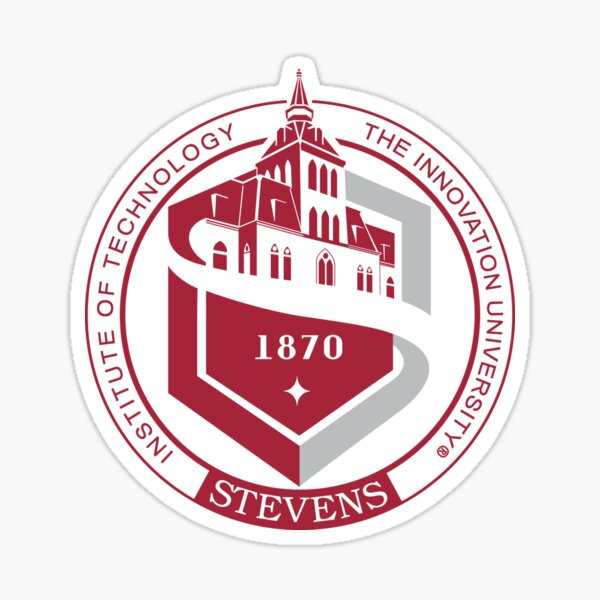 INSTITUTE OF TECHNOLOGY
THE INNOVATION UNIVERSITY®
1870
STEVENS